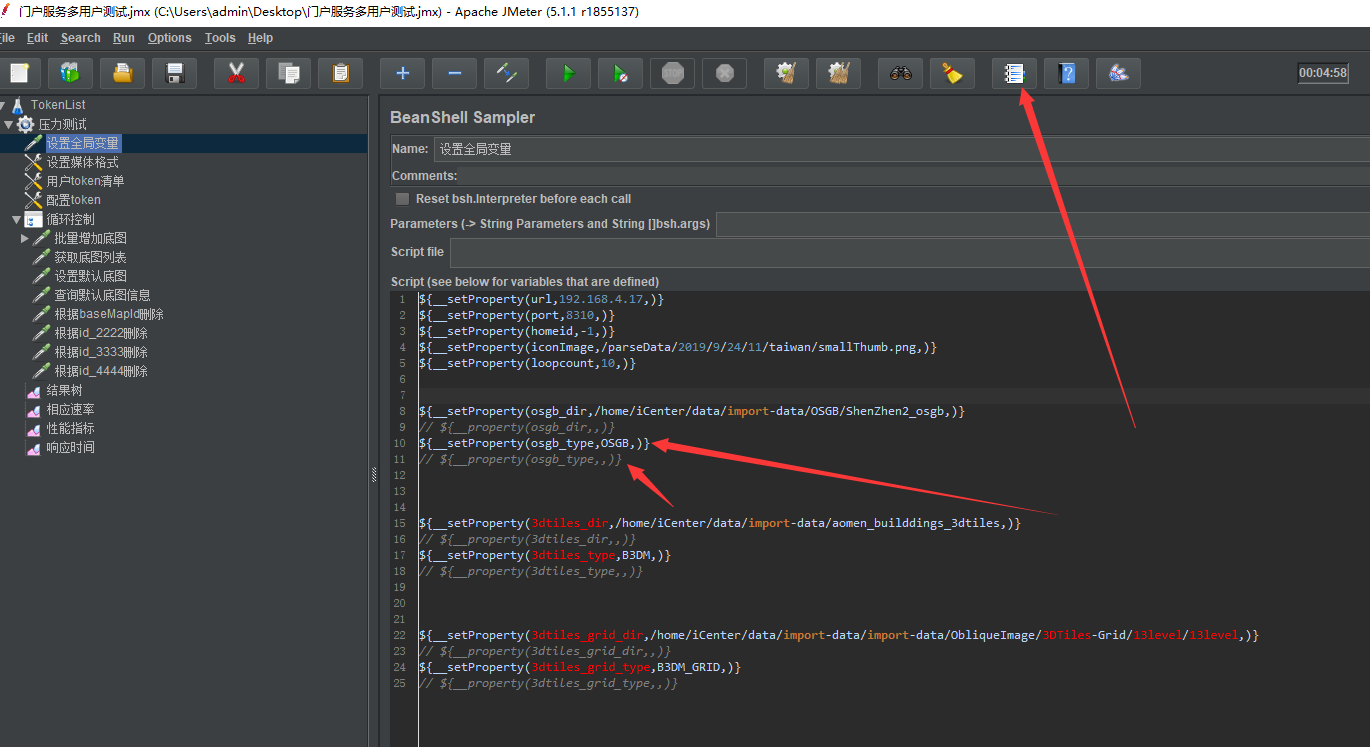 门户服务多用户测试.jmx (C:\Users\admin\Desktop\门户服务多用户测试.jmx) - Apache JMeter (5.1.1 r1855137)
ile Edit Search Run Options Tools Help
STOP
00:04:58
TokenList
压力测试
设置全局变量
设置媒体格式
用户token清单
配置token
循环控制
批量增加底图
获取底图列表
设置默认底图
查询默认底图信息
根据baseMapId删除
根据id_2222删除
根据id_3333删除
根据id_4444删除
结果树
相应速率
性能指标
响应时间
BeanShell Sampler
Name: 设置全局变量
Comments:
Reset bsh.Interpreter before each call
Parameters (-> String Parameters and String []bsh.args)
Script file
Script (see below for variables that are defined)
1 ${__setProperty(url,192.168.4.17,)}
2 ${__setProperty(port,8310,)}
3 ${__setProperty(homeid,-1,)}
4 ${__setProperty(iconImage,/parseData/2019/9/24/11/taiwan/smallThumb.png,)}
5 ${__setProperty(loopcount,10,)}
6
7
8 ${__setProperty(osgb_dir,/home/iCenter/data/import-data/OSGB/ShenZhen2_osgb,)}
9 // ${__property(osgb_dir,,)}
10 ${__setProperty(osgb_type,OSGB,)}
11 // ${__property(osgb_type,,)}
12
13
14
15 ${__setProperty(3dtiles_dir,/home/iCenter/data/import-data/aomen_builddings_3dtiles,)}
16 // ${__property(3dtiles_dir,,)}
17 ${__setProperty(3dtiles_type,B3DM,)}
18 // ${__property(3dtiles_type,,)}
19
20
21
22 ${__setProperty(3dtiles_grid_dir,/home/iCenter/data/import-data/import-data/ObliqueImage/3DTiles-Grid/13level/13level,)}
23 // ${__property(3dtiles_grid_dir,,)}
24 ${__setProperty(3dtiles_grid_type,B3DM_GRID,)}
25 // ${__property(3dtiles_grid_type,,)}